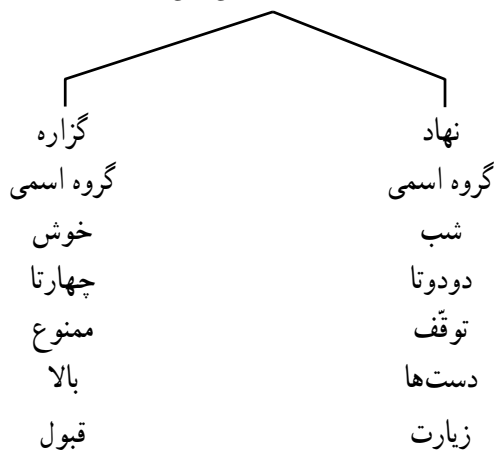 نهاد گزاره
گروه اسمی گروه اسمی
شب خوش
دودوتا چهارتا
توقّف ممنوع
دست‌ها بالا
زیارت قبول